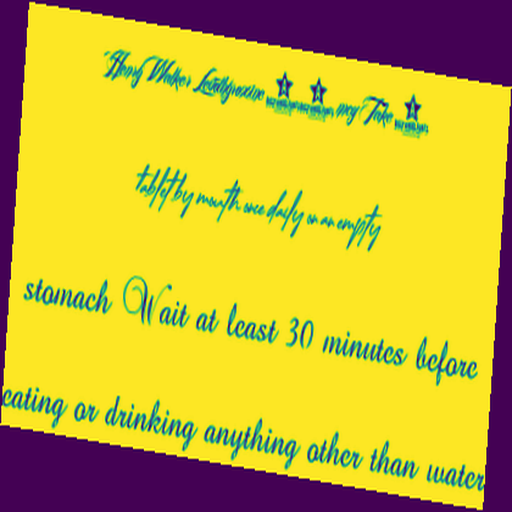 "Henry Walker Levothyroxine mcg Take
tablet by mouth once daily on an empty
stomach Wait at least 30 minutes before
eating or drinking anything other than water